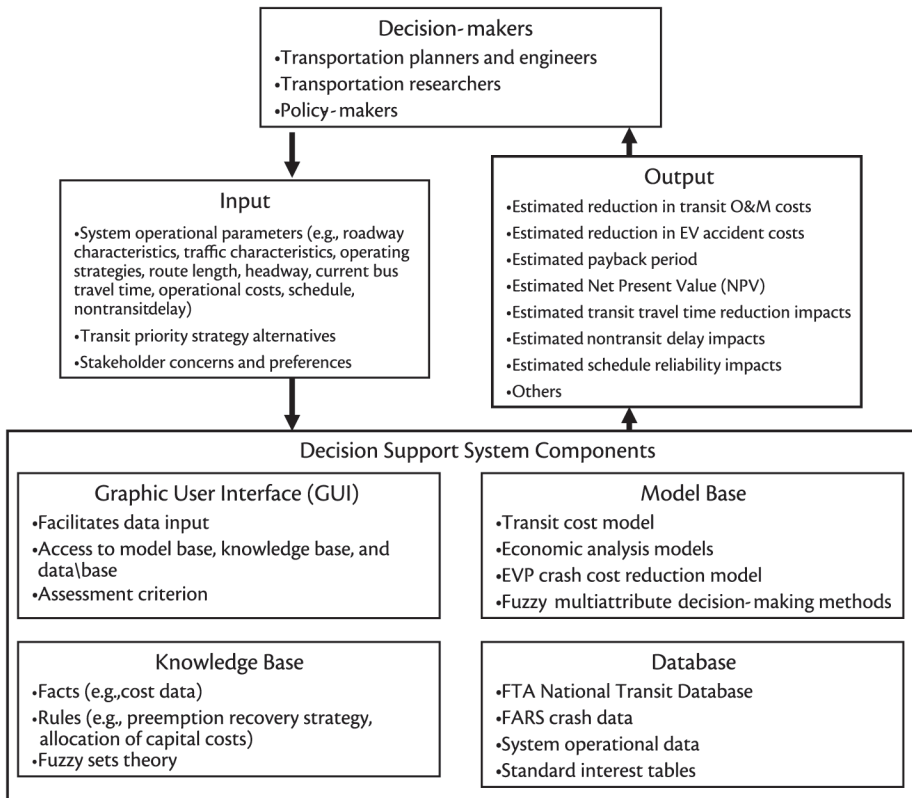 Decision-makers
•Transportation planners and engineers
•Transportation researchers
•Policy-makers
Input
•System operational parameters (e.g., roadway
characteristics, traffic characteristics, operating
strategies, route length, headway, current bus
travel time, operational costs, schedule,
nontransitdelay)
•Transit priority strategy alternatives
•Stakeholder concerns and preferences
Output
•Estimated reduction in transit O&M costs
•Estimated reduction in EV accident costs
•Estimated payback period
•Estimated Net Present Value (NPV)
•Estimated transit travel time reduction impacts
•Estimated nontransit delay impacts
•Estimated schedule reliability impacts
•Others
Decision Support System Components
Graphic User Interface (GUI)
•Facilitates data input
•Access to model base, knowledge base, and
data\base
•Assessment criterion
Model Base
•Transit cost model
•Economic analysis models
•EVP crash cost reduction model
•Fuzzy multiattribute decision-making methods
Knowledge Base
•Facts (e.g.,cost data)
•Rules (e.g., preemption recovery strategy,
allocation of capital costs)
•Fuzzy sets theory
Database
•FTA National Transit Database
•FARS crash data
•System operational data
•Standard interest tables